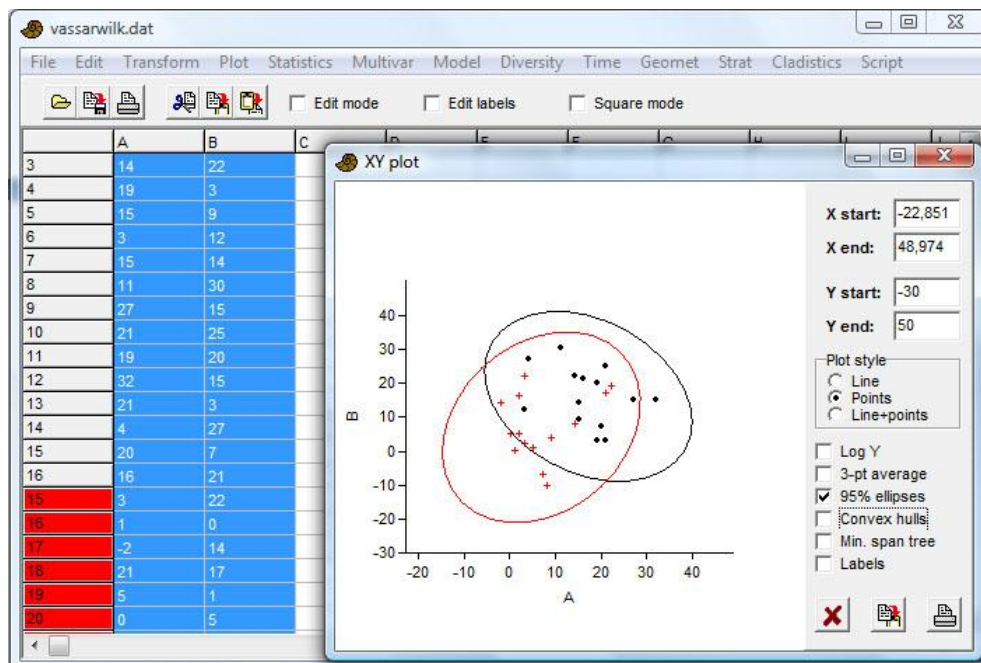 vassarwilk.dat
File Edit Transform Plot Statistics Multivar Model Diversity Time Geomet Strat Cladistics Script
Edit mode Edit labels Square mode
A B C
3 14 22
4 19 3
5 15 9
6 3 12
7 15 14
8 11 30
9 27 15
10 21 25
11 19 20
12 32 15
13 21 3
14 4 27
15 20 7
16 16 21
15 3 22
16 1 0
17 -2 14
18 21 17
19 5 1
20 0 5
XY plot
X start: -22,851
X end: 48,974
Y start: -30
Y end: 50
Plot style
Line
Points
Line+points
Log Y
3-pt average
95% ellipses
Convex hulls
Min. span tree
Labels
40
30
20
10
0
-10
-20
-30
B
-20 -10 0 10 20 30 40
A